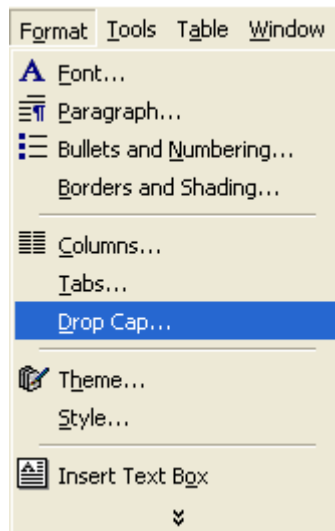 Format Tools Table Window
Font...
Paragraph...
Bullets and Numbering...
Borders and Shading...
Columns...
Tabs...
Drop Cap...
Theme...
Style...
Insert Text Box